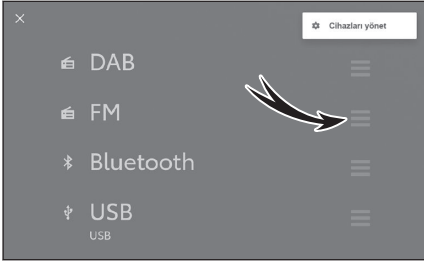 Cihazları yönet
DAB
FM
Bluetooth
USB
USB